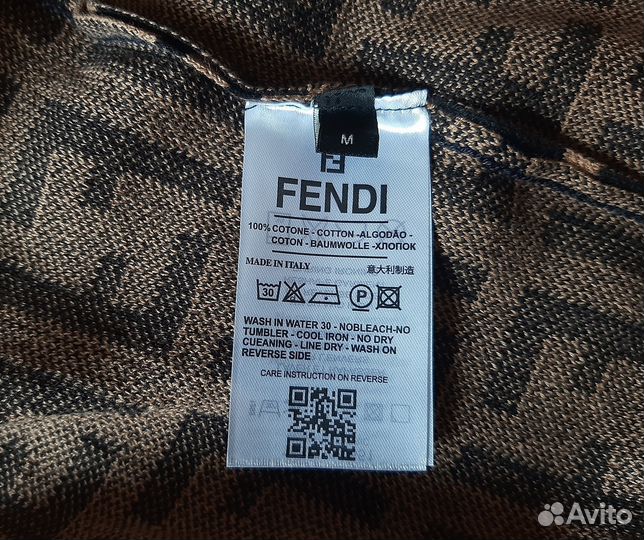 M
FENDI
100% COTONE - COTTON -ALGODÃO -
COTON - BAUMWOLLE -ХЛОПОК
MADE IN ITALY 意大利制造
30 P
WASH IN WATER 30 - NOBLEACH-NO
TUMBLER - COOL IRON - NO DRY
CUEANING - LINE DRY - WASH ON
REVERSE SIDE
CARE INSTRUCTION ON REVERSE
Avito